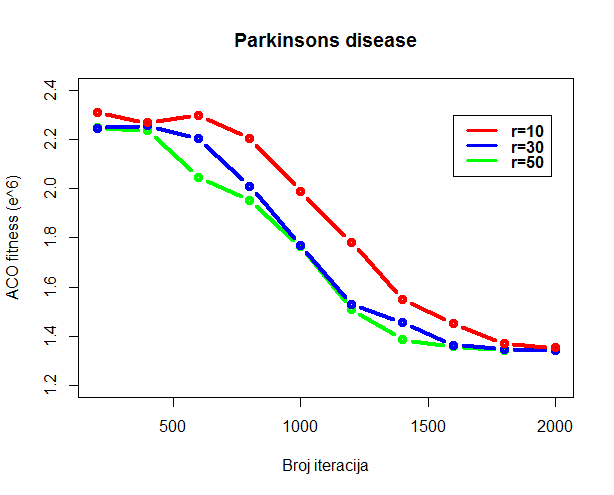 Parkinsons disease
ACO fitness (e^6)
2.4
2.2
2.0
1.8
1.6
1.4
1.2
r=10
r=30
r=50
500 1000 1500 2000
Broj iteracija